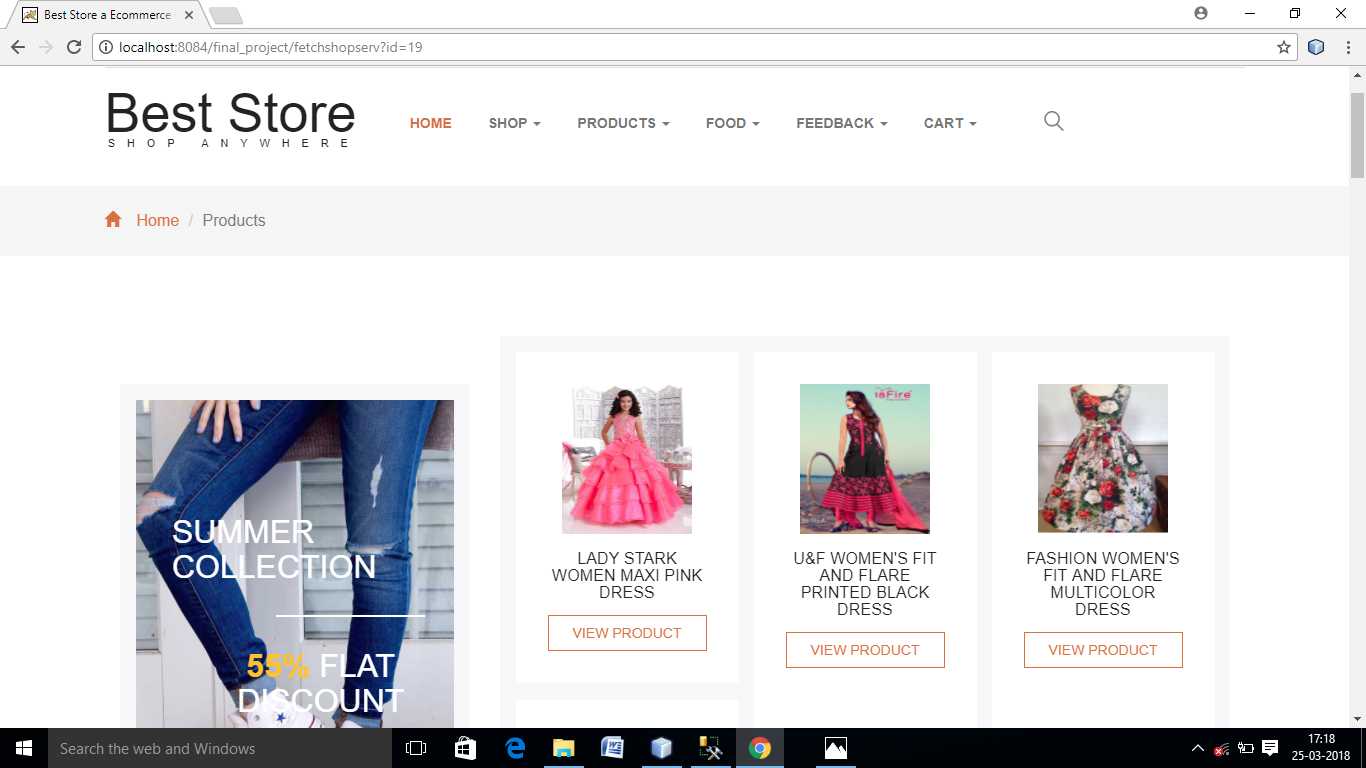 Best Store a Ecommerce
localhost:8084/final_project/fetchshopserv?id=19
Best Store
SHOP ANYWHERE
HOME SHOP PRODUCTS FOOD FEEDBACK CART
Home / Products
SUMMER
COLLECTION
55% FLAT
DISCOUNT
LADY STARK
WOMEN MAXI PINK
DRESS
VIEW PRODUCT
18Fire
U&F WOMEN'S FIT
AND FLARE
PRINTED BLACK
DRESS
VIEW PRODUCT
FASHION WOMEN'S
FIT AND FLARE
MULTICOLOR
DRESS
VIEW PRODUCT
Search the web and Windows
17:18
25-03-2018